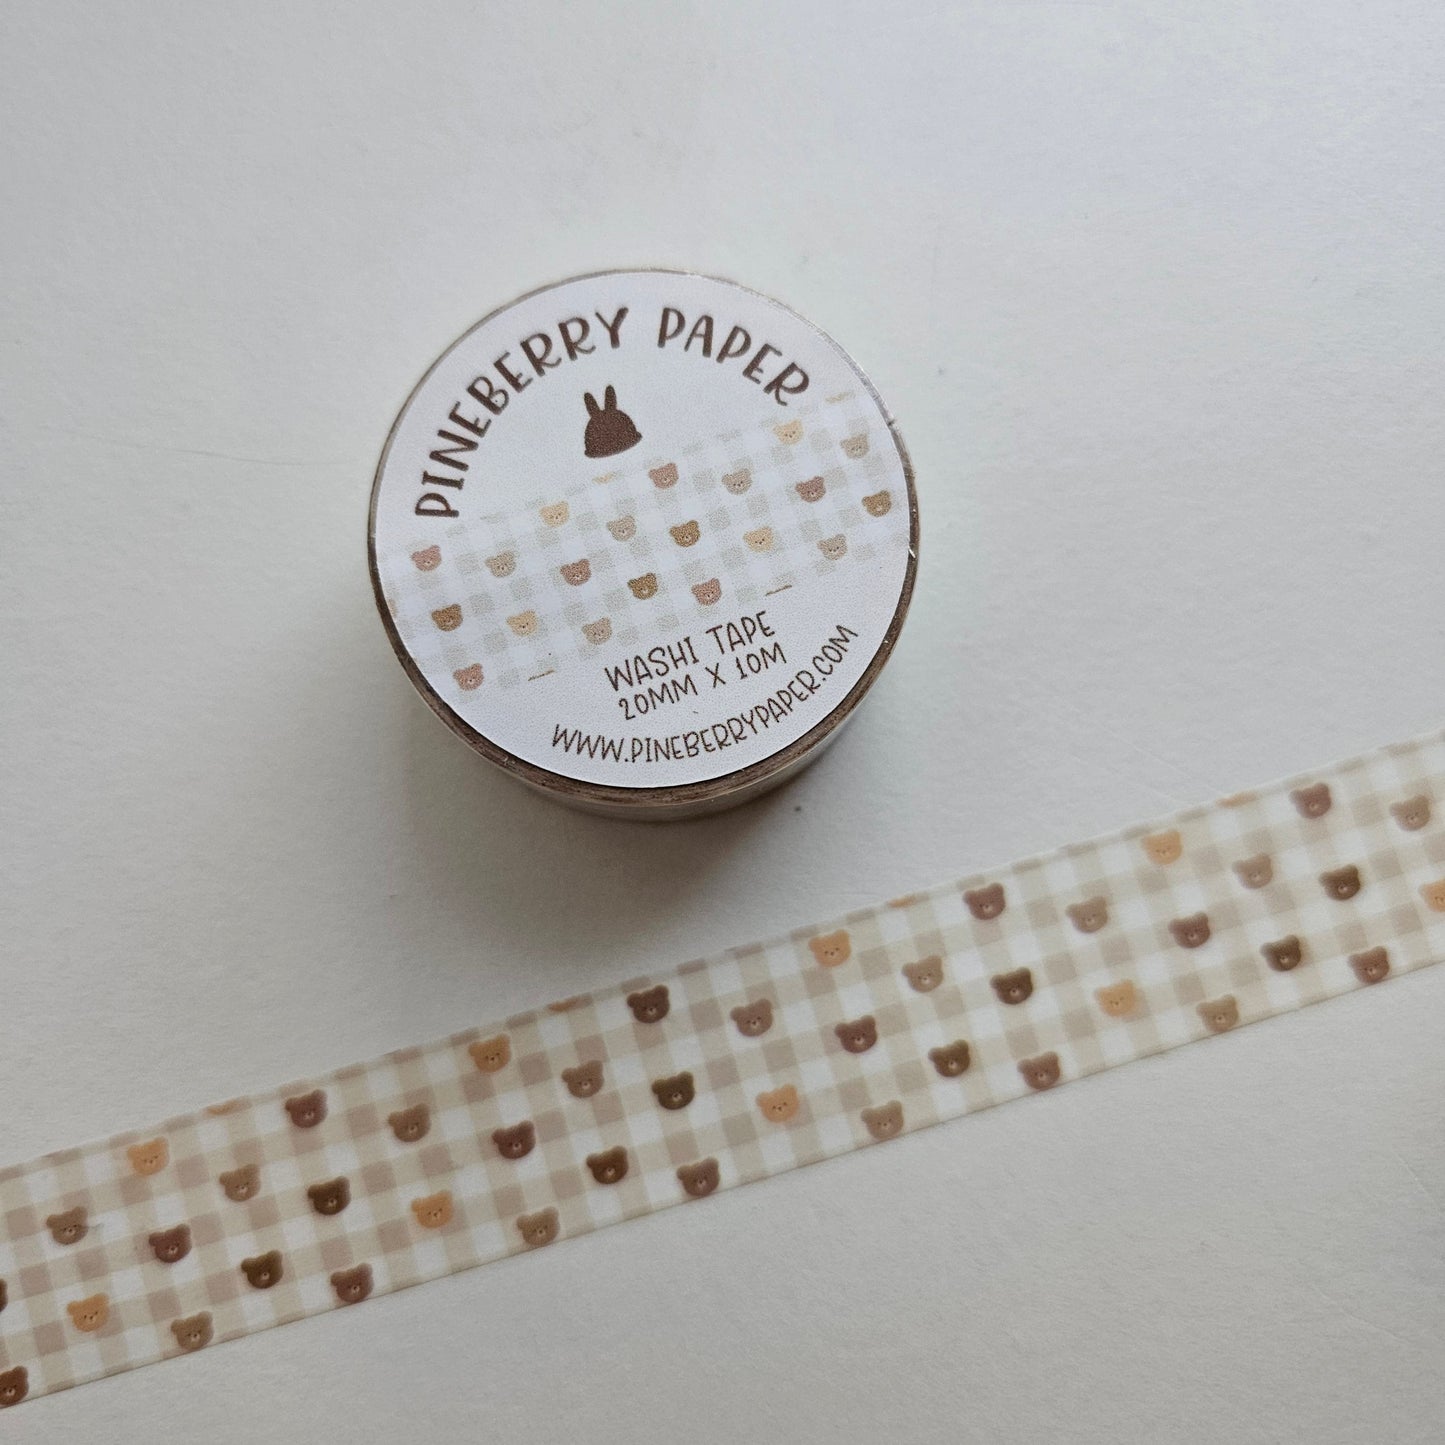 PINEBERRY PAPER
WASHI TAPE
20MM X 10M
WWW.PINEBERRYPAPER.COM